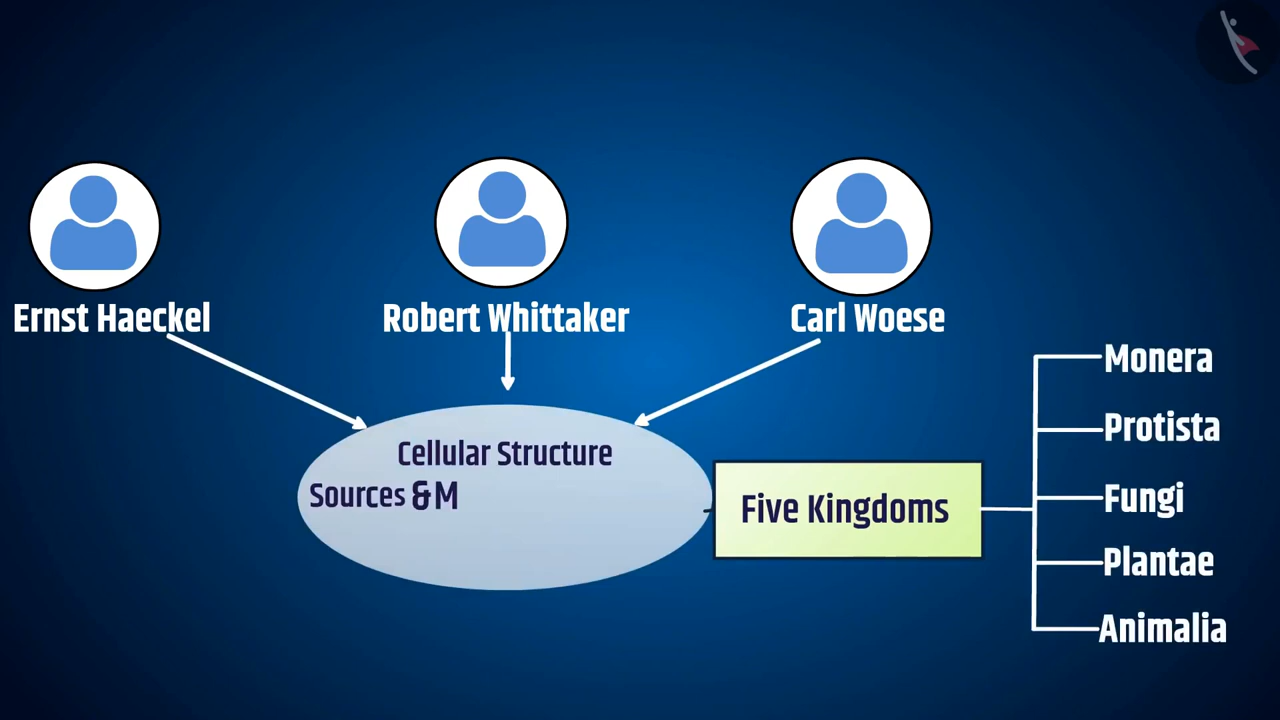 Ernst Haeckel
Robert Whittaker
Carl Woese
Cellular Structure
Sources & M
Five Kingdoms
Monera
Protista
Fungi
Plantae
Animalia